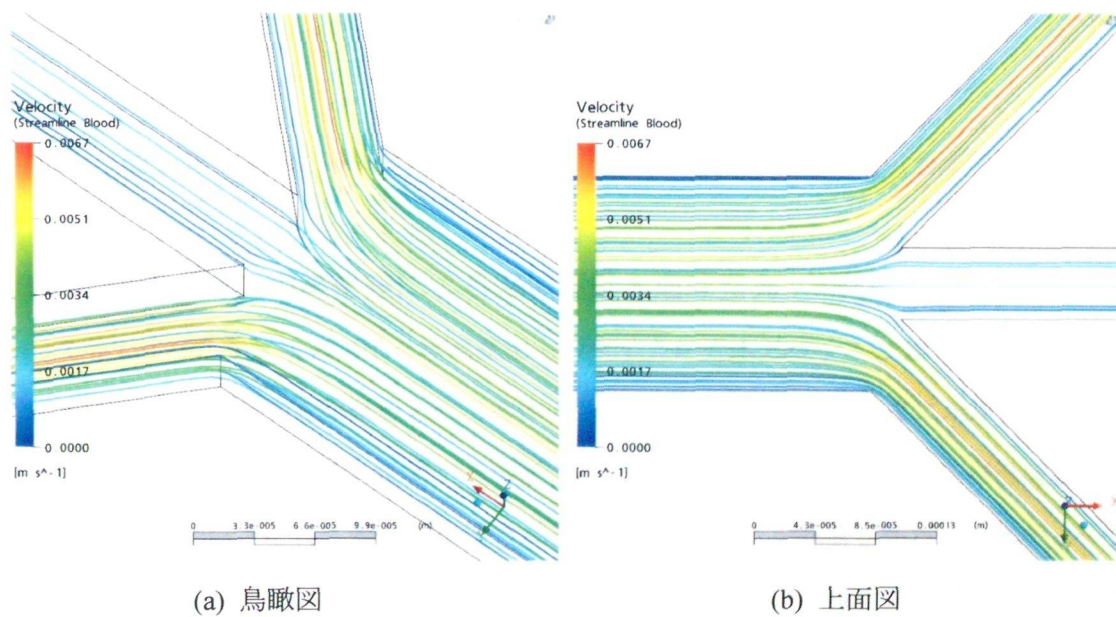 Velocity
(Streamline Blood)
0.0067
0.0051
0.0034
0.0017
0.0000
[m s^-1]
0 3.3e-005 6.6e-005 9.9e-005 (m)
(a) 鳥瞰図
Velocity
(Streamline Blood)
0.0067
0.0051
0.0034
0.0017
0.0000
[m s^-1]
0 4.3e-005 8.5e-005 0.00013 (m)
(b) 上面図